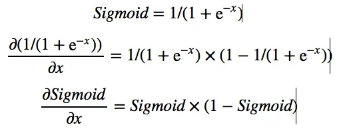 Sigmoid = 1/(1 + e⁻ˣ)
∂(1/(1 + e⁻ˣ))/∂x = 1/(1 + e⁻ˣ) × (1 − 1/(1 + e⁻ˣ))
∂Sigmoid/∂x = Sigmoid × (1 − Sigmoid)